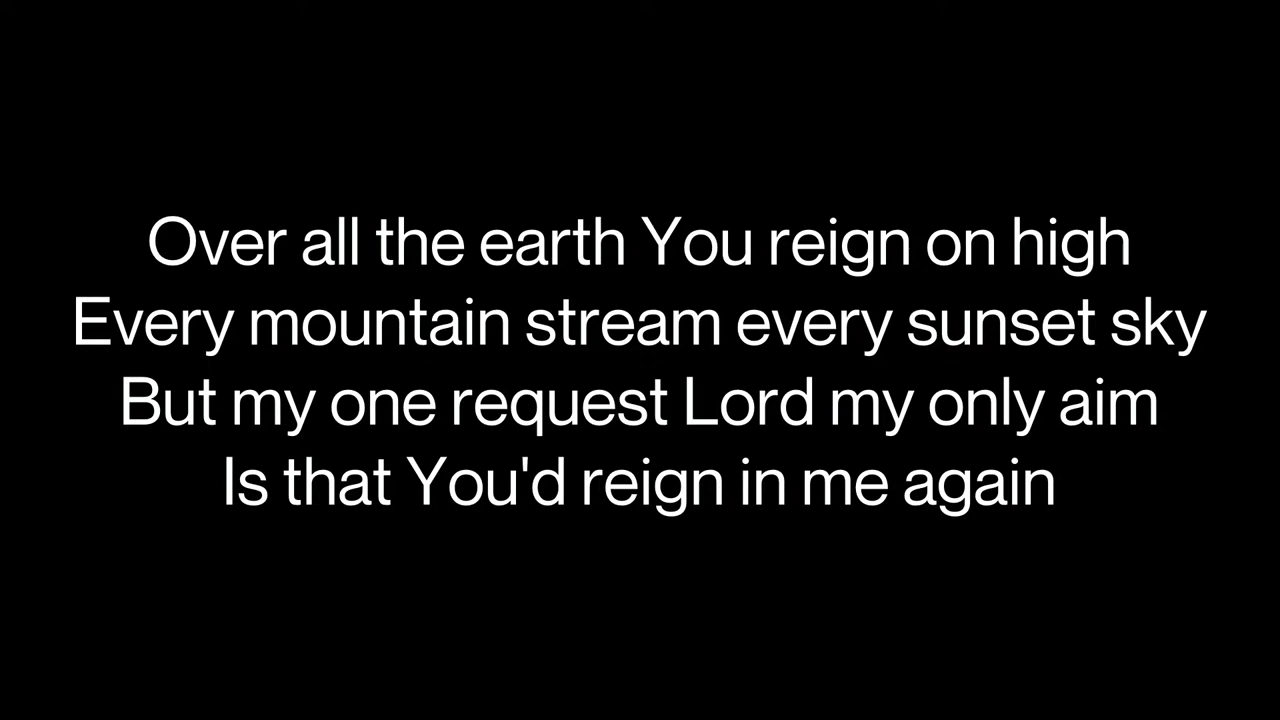 Over all the earth You reign on high
Every mountain stream every sunset sky
But my one request Lord my only aim
Is that You'd reign in me again